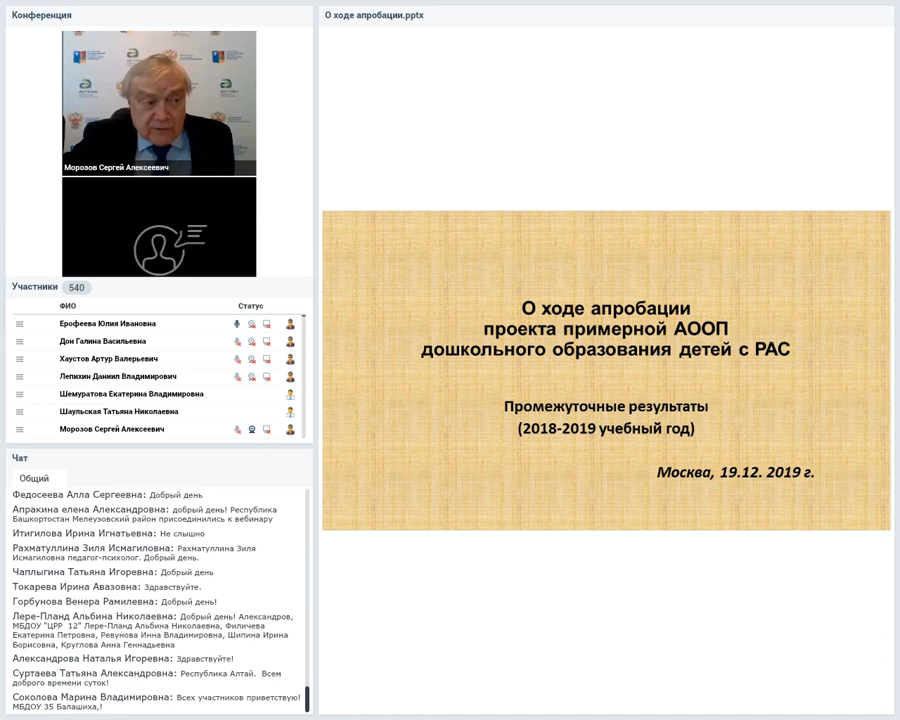 Конференция
Морозов Сергей Алексеевич
Участники 540
ФИО Статус
Ерофеева Юлия Ивановна
Дон Галина Васильевна
Хаустов Артур Валерьевич
Лепихин Даниил Владимирович
Шемуратова Екатерина Владимировна
Шаульская Татьяна Николаевна
Морозов Сергей Алексеевич
Чат
Общий
Федосеева Алла Сергеевна: Добрый день
Апракина елена Александровна: добрый день! Республика
Башкортостан Мелеузовский район присоединились к вебинару
Итигилова Ирина Игнатьевна: Не слышно
Рахматуллина Зиля Исмагиловна: Рахматуллина Зиля
Исмагиловна педагог-психолог. Добрый день.
Чаплыгина Татьяна Игоревна: Добрый день
Токарева Ирина Авазовна: Здравствуйте.
Горбунова Венера Рамилевна: Добрый день!
Лере-Планд Альбина Николаевна: Добрый день! Александров,
МБДОУ "ЦРР 12" Лере-Планд Альбина Николаевна, Филичева
Екатерина Петровна, Ревунова Инна Владимировна, Шипина Ирина
Борисовна, Круглова Анна Геннадьевна
Александрова Наталья Игоревна: Здравствуйте!
Суртаева Татьяна Александровна: Республика Алтай. Всем
доброго времени суток!
Соколова Марина Владимировна: Всех участников приветствую!
МБДОУ 35 Балашиха,!
О ходе апробации.pptx
О ходе апробации
проекта примерной АООП
дошкольного образования детей с РАС
Промежуточные результаты
(2018-2019 учебный год)
Москва, 19.12. 2019 г.